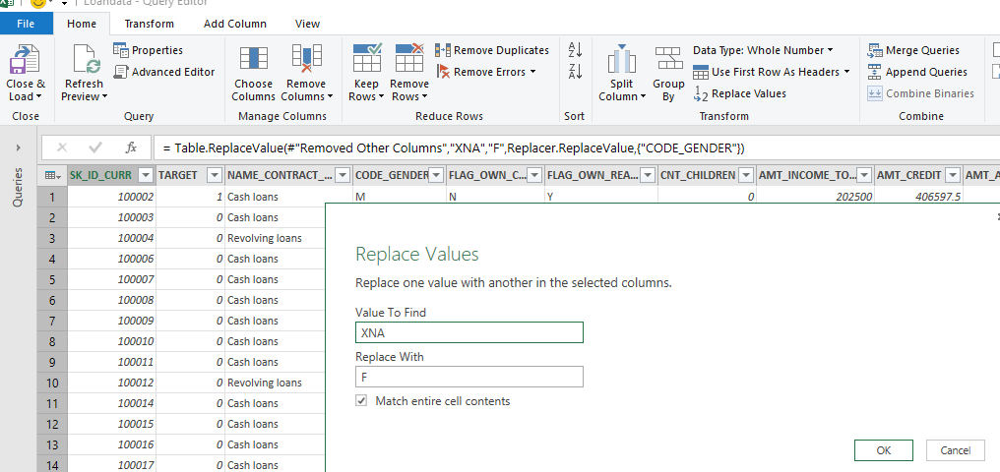 Loandata - Query Editor
File Home Transform Add Column View
Close & Load
Refresh Preview
Properties
Advanced Editor
Choose Columns
Remove Columns
Keep Rows
Remove Rows
Remove Duplicates
Remove Errors
Split Column
Group By
Data Type: Whole Number
Use First Row As Headers
Replace Values
Merge Queries
Append Queries
Combine Binaries
Close Query Manage Columns Reduce Rows Sort Transform Combine
fx = Table.ReplaceValue(#"Removed Other Columns","XNA","F",Replacer.ReplaceValue,{"CODE_GENDER"})
Queries
SK_ID_CURR TARGET NAME_CONTRACT_... CODE_GENDER FLAG_OWN_C... FLAG_OWN_REA... CNT_CHILDREN AMT_INCOME_TO... AMT_CREDIT AMT_A
1 100002 1 Cash loans M N Y 0 202500 406597.5
2 100003 0 Cash loans
3 100004 0 Revolving loans
4 100006 0 Cash loans
5 100007 0 Cash loans
6 100008 0 Cash loans
7 100009 0 Cash loans
8 100010 0 Cash loans
9 100011 0 Cash loans
10 100012 0 Revolving loans
11 100014 0 Cash loans
12 100015 0 Cash loans
13 100016 0 Cash loans
14 100017 0 Cash loans
Replace Values
Replace one value with another in the selected columns.
Value To Find
XNA
Replace With
F
Match entire cell contents
OK Cancel